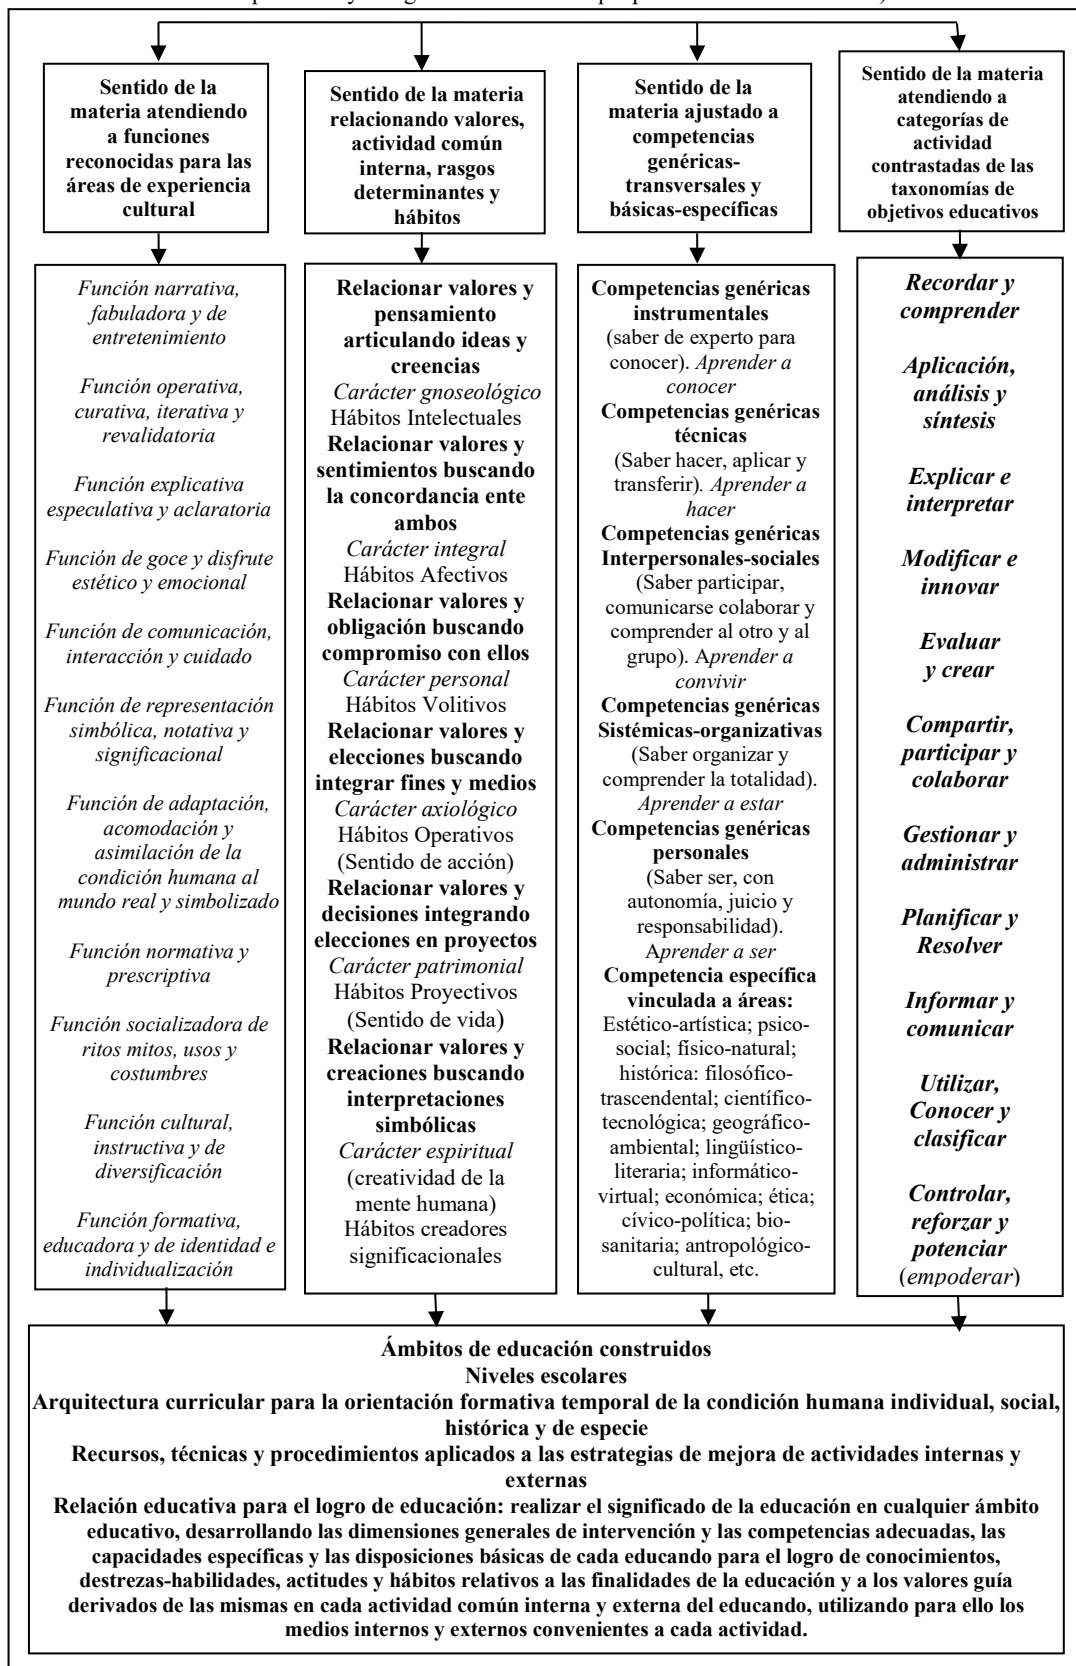 Sentido de la
materia atendiendo
a funciones
reconocidas para las
áreas de experiencia
cultural
Sentido de la materia
relacionando valores,
actividad común
interna, rasgos
determinantes y
hábitos
Sentido de la
materia ajustado a
competencias
genéricas-
transversales y
básicas-específicas
Sentido de la materia
atendiendo a
categorías de
actividad
contrastadas de las
taxonomías de
objetivos educativos
Función narrativa,
fabuladora y de
entretenimiento
Función operativa,
curativa, iterativa y
revalidatoria
Función explicativa
especulativa y aclaratoria
Función de goce y disfrute
estético y emocional
Función de comunicación,
interacción y cuidado
Función de representación
simbólica, notativa y
significacional
Función de adaptación,
acomodación y
asimilación de la
condición humana al
mundo real y simbolizado
Función normativa y
prescriptiva
Función socializadora de
ritos mitos, usos y
costumbres
Función cultural,
instructiva y de
diversificación
Función formativa,
educadora y de identidad e
individualización
Relacionar valores y
pensamiento
articulando ideas y
creencias
Carácter gnoseológico
Hábitos Intelectuales
Relacionar valores y
sentimientos buscando
la concordancia ente
ambos
Carácter integral
Hábitos Afectivos
Relacionar valores y
obligación buscando
compromiso con ellos
Carácter personal
Hábitos Volitivos
Relacionar valores y
elecciones buscando
integrar fines y medios
Carácter axiológico
Hábitos Operativos
(Sentido de acción)
Relacionar valores y
decisiones integrando
elecciones en proyectos
Carácter patrimonial
Hábitos Proyectivos
(Sentido de vida)
Relacionar valores y
creaciones buscando
interpretaciones
simbólicas
Carácter espiritual
(creatividad de la
mente humana)
Hábitos creadores
significacionales
Competencias genéricas
instrumentales
(saber de experto para
conocer). Aprender a
conocer
Competencias genéricas
técnicas
(Saber hacer, aplicar y
transferir). Aprender a
hacer
Competencias genéricas
Interpersonales-sociales
(Saber participar,
comunicarse colaborar y
comprender al otro y al
grupo). Aprender a
convivir
Competencias genéricas
Sistémicas-organizativas
(Saber organizar y
comprender la totalidad).
Aprender a estar
Competencias genéricas
personales
(Saber ser, con
autonomía, juicio y
responsabilidad).
Aprender a ser
Competencia específica
vinculada a áreas:
Estético-artística; psico-
social; físico-natural;
histórica: filosófico-
trascendental; científico-
tecnológica; geográfico-
ambiental; lingüístico-
literaria; informático-
virtual; económica; ética;
cívico-política; bio-
sanitaria; antropológico-
cultural, etc.
Recordar y
comprender
Aplicación,
análisis y
síntesis
Explicar e
interpretar
Modificar e
innovar
Evaluar
y crear
Compartir,
participar y
colaborar
Gestionar y
administrar
Planificar y
Resolver
Informar y
comunicar
Utilizar,
Conocer y
clasificar
Controlar,
reforzar y
potenciar
(empoderar)
Ámbitos de educación construidos
Niveles escolares
Arquitectura curricular para la orientación formativa temporal de la condición humana individual, social,
histórica y de especie
Recursos, técnicas y procedimientos aplicados a las estrategias de mejora de actividades internas y
externas
Relación educativa para el logro de educación: realizar el significado de la educación en cualquier ámbito
educativo, desarrollando las dimensiones generales de intervención y las competencias adecuadas, las
capacidades específicas y las disposiciones básicas de cada educando para el logro de conocimientos,
destrezas-habilidades, actitudes y hábitos relativos a las finalidades de la educación y a los valores guía
derivados de las mismas en cada actividad común interna y externa del educando, utilizando para ello los
medios internos y externos convenientes a cada actividad.